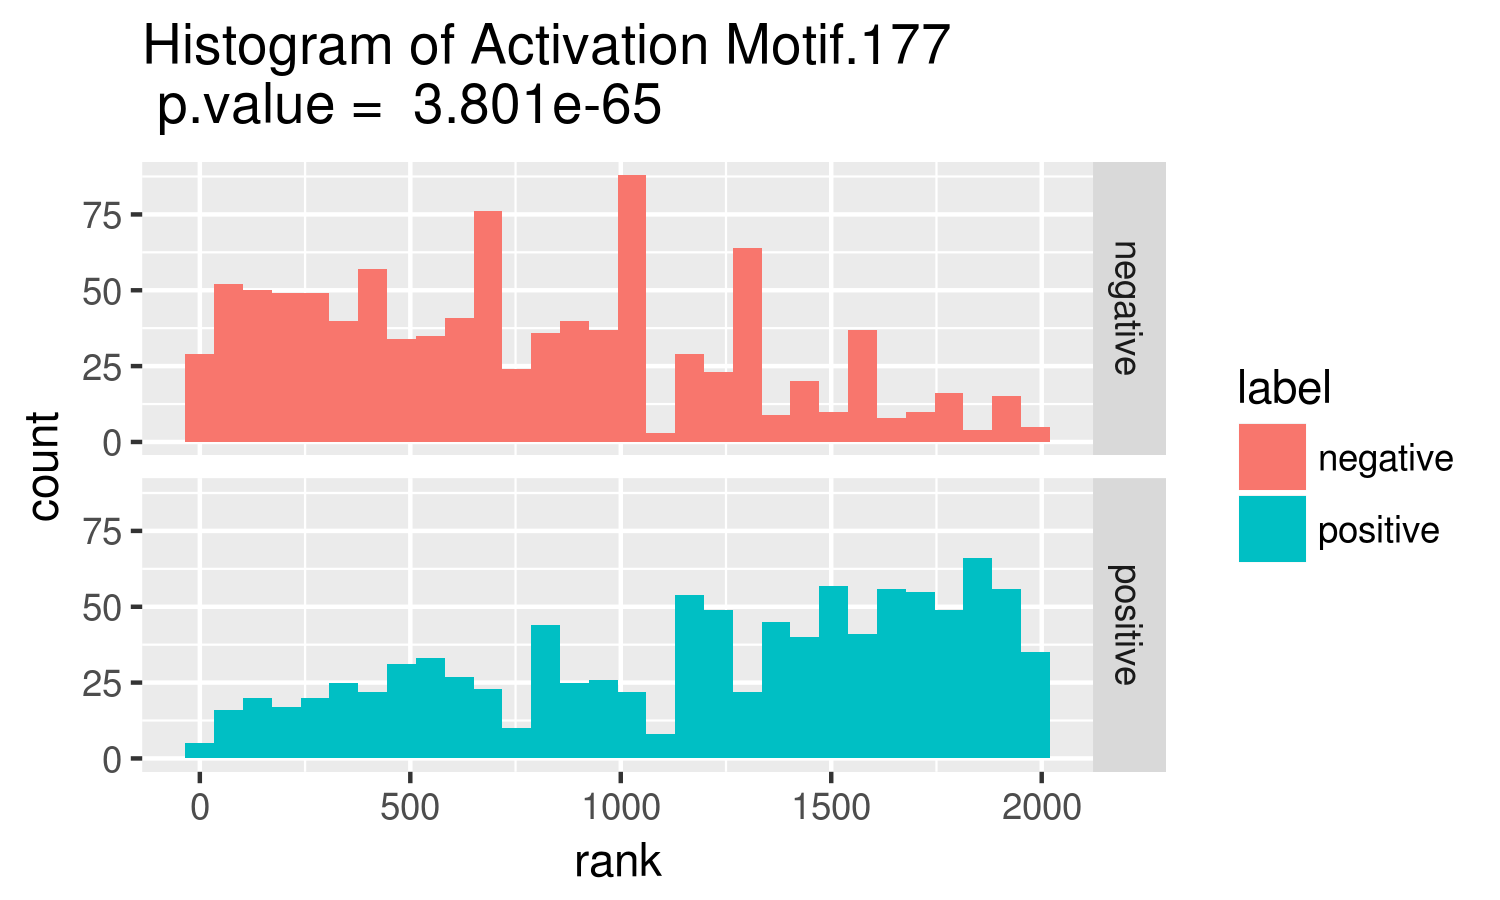 Histogram of Activation Motif.177
p.value = 3.801e-65
75
50
25
0
negative
count
75
50
25
0
positive
0 500 1000 1500 2000
rank
label
negative
positive